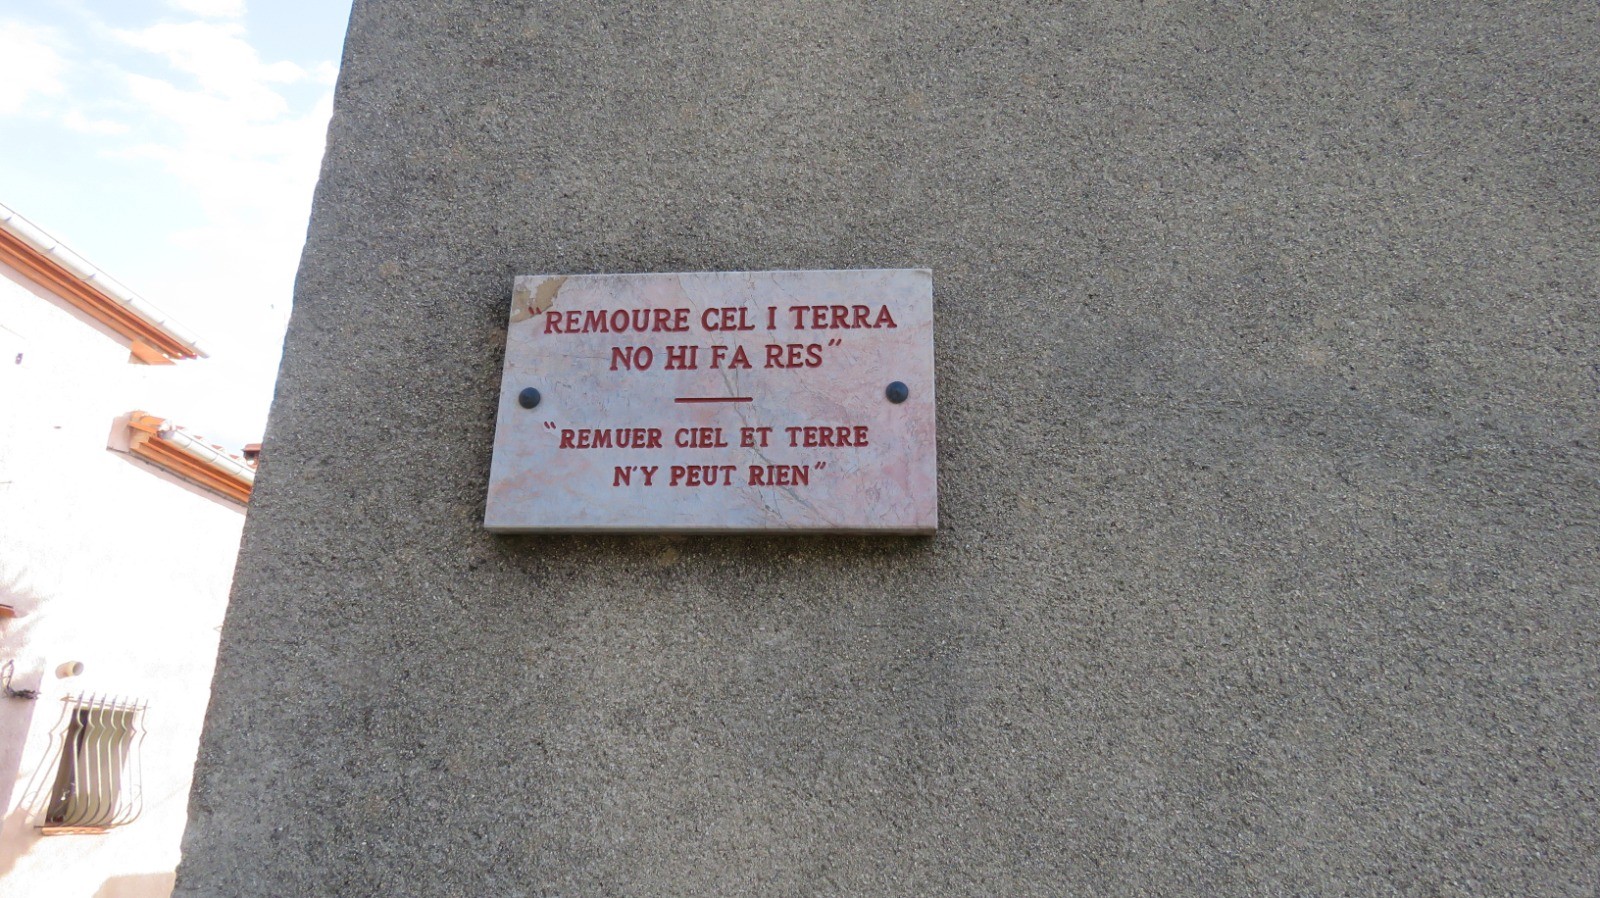 "REMOURE CEL I TERRA
NO HI FA RES"
"REMUER CIEL ET TERRE
N'Y PEUT RIEN"